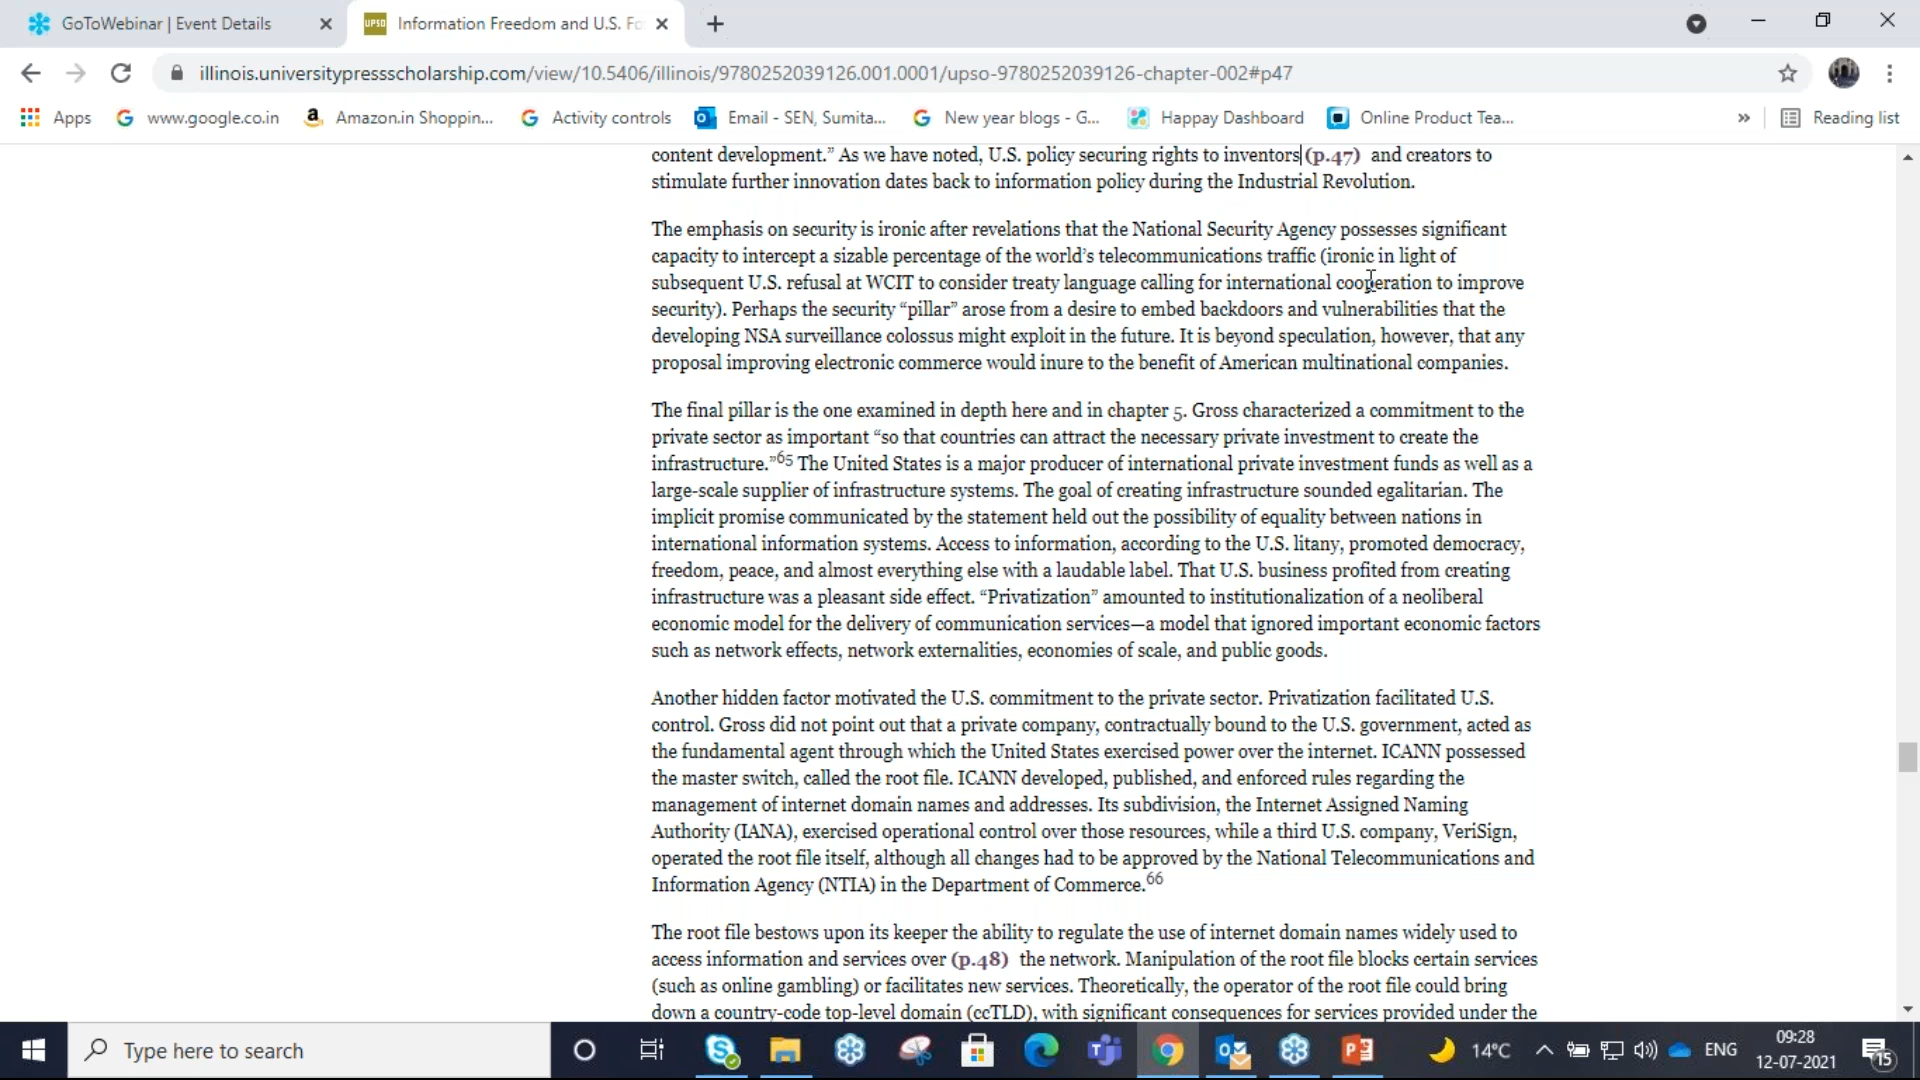 GoToWebinar | Event Details
UPSO Information Freedom and U.S. Fo
illinois.universitypressscholarship.com/view/10.5406/illinois/9780252039126.001.0001/upso-9780252039126-chapter-002#p47
Apps www.google.co.in Amazon.in Shoppin... Activity controls Email - SEN, Sumita... New year blogs - G... Happay Dashboard Online Product Tea... » Reading list
content development.” As we have noted, U.S. policy securing rights to inventors (p.47) and creators to
stimulate further innovation dates back to information policy during the Industrial Revolution.
The emphasis on security is ironic after revelations that the National Security Agency possesses significant
capacity to intercept a sizable percentage of the world’s telecommunications traffic (ironic in light of
subsequent U.S. refusal at WCIT to consider treaty language calling for international cooperation to improve
security). Perhaps the security “pillar” arose from a desire to embed backdoors and vulnerabilities that the
developing NSA surveillance colossus might exploit in the future. It is beyond speculation, however, that any
proposal improving electronic commerce would inure to the benefit of American multinational companies.
The final pillar is the one examined in depth here and in chapter 5. Gross characterized a commitment to the
private sector as important “so that countries can attract the necessary private investment to create the
infrastructure.”65 The United States is a major producer of international private investment funds as well as a
large-scale supplier of infrastructure systems. The goal of creating infrastructure sounded egalitarian. The
implicit promise communicated by the statement held out the possibility of equality between nations in
international information systems. Access to information, according to the U.S. litany, promoted democracy,
freedom, peace, and almost everything else with a laudable label. That U.S. business profited from creating
infrastructure was a pleasant side effect. “Privatization” amounted to institutionalization of a neoliberal
economic model for the delivery of communication services—a model that ignored important economic factors
such as network effects, network externalities, economies of scale, and public goods.
Another hidden factor motivated the U.S. commitment to the private sector. Privatization facilitated U.S.
control. Gross did not point out that a private company, contractually bound to the U.S. government, acted as
the fundamental agent through which the United States exercised power over the internet. ICANN possessed
the master switch, called the root file. ICANN developed, published, and enforced rules regarding the
management of internet domain names and addresses. Its subdivision, the Internet Assigned Naming
Authority (IANA), exercised operational control over those resources, while a third U.S. company, VeriSign,
operated the root file itself, although all changes had to be approved by the National Telecommunications and
Information Agency (NTIA) in the Department of Commerce.66
The root file bestows upon its keeper the ability to regulate the use of internet domain names widely used to
access information and services over (p.48) the network. Manipulation of the root file blocks certain services
(such as online gambling) or facilitates new services. Theoretically, the operator of the root file could bring
down a country-code top-level domain (ccTLD), with significant consequences for services provided under the
Type here to search
14°C ENG 09:28
12-07-2021 15